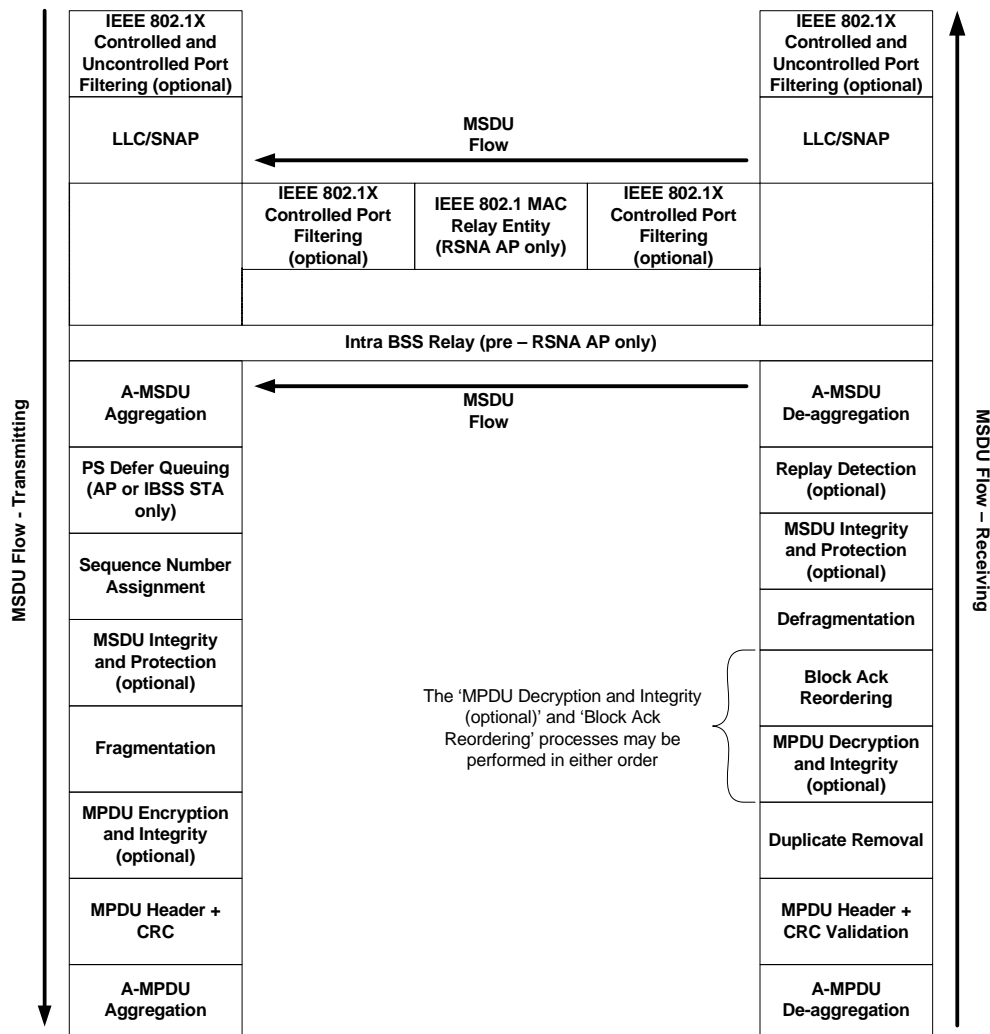 IEEE 802.1X
Controlled and
Uncontrolled Port
Filtering (optional)
IEEE 802.1X
Controlled and
Uncontrolled Port
Filtering (optional)
LLC/SNAP
MSDU
Flow
LLC/SNAP
IEEE 802.1X
Controlled Port
Filtering
(optional)
IEEE 802.1 MAC
Relay Entity
(RSNA AP only)
IEEE 802.1X
Controlled Port
Filtering
(optional)
Intra BSS Relay (pre – RSNA AP only)
MSDU Flow - Transmitting
A-MSDU
Aggregation
PS Defer Queuing
(AP or IBSS STA
only)
Sequence Number
Assignment
MSDU Integrity
and Protection
(optional)
Fragmentation
MPDU Encryption
and Integrity
(optional)
MPDU Header +
CRC
A-MPDU
Aggregation
MSDU
Flow
The ‘MPDU Decryption and Integrity
(optional)’ and ‘Block Ack
Reordering’ processes may be
performed in either order
A-MSDU
De-aggregation
Replay Detection
(optional)
MSDU Integrity
and Protection
(optional)
Defragmentation
Block Ack
Reordering
MPDU Decryption
and Integrity
(optional)
Duplicate Removal
MPDU Header +
CRC Validation
A-MPDU
De-aggregation
MSDU Flow – Receiving